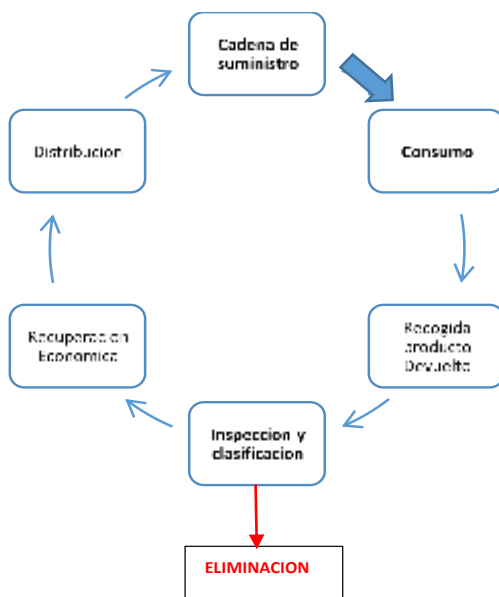 Cadena de
suministro
Consumo
Recogida
producto
Devuelto
Inspeccion y
clasificacion
ELIMINACION
Recuperacion
Economica
Distribucion